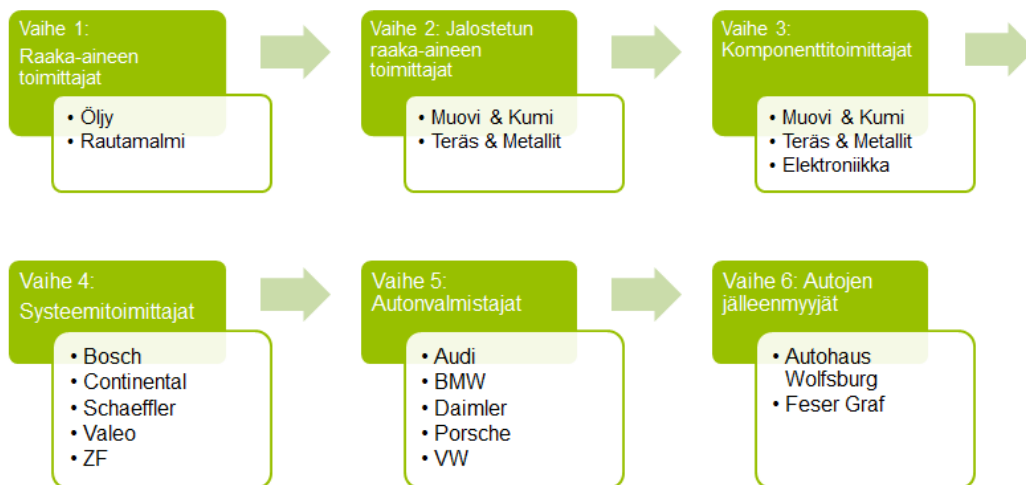 Vaihe 1:
Raaka-aineen
toimittajat
• Öljy
• Rautamalmi
Vaihe 2: Jalostetun
raaka-aineen
toimittajat
• Muovi & Kumi
• Teräs & Metallit
Vaihe 3:
Komponenttitoimittajat
• Muovi & Kumi
• Teräs & Metallit
• Elektroniikka
Vaihe 4:
Systeemitoimittajat
• Bosch
• Continental
• Schaeffler
• Valeo
• ZF
Vaihe 5:
Autonvalmistajat
• Audi
• BMW
• Daimler
• Porsche
• VW
Vaihe 6: Autojen
jälleenmyyjät
• Autohaus
Wolfsburg
• Feser Graf